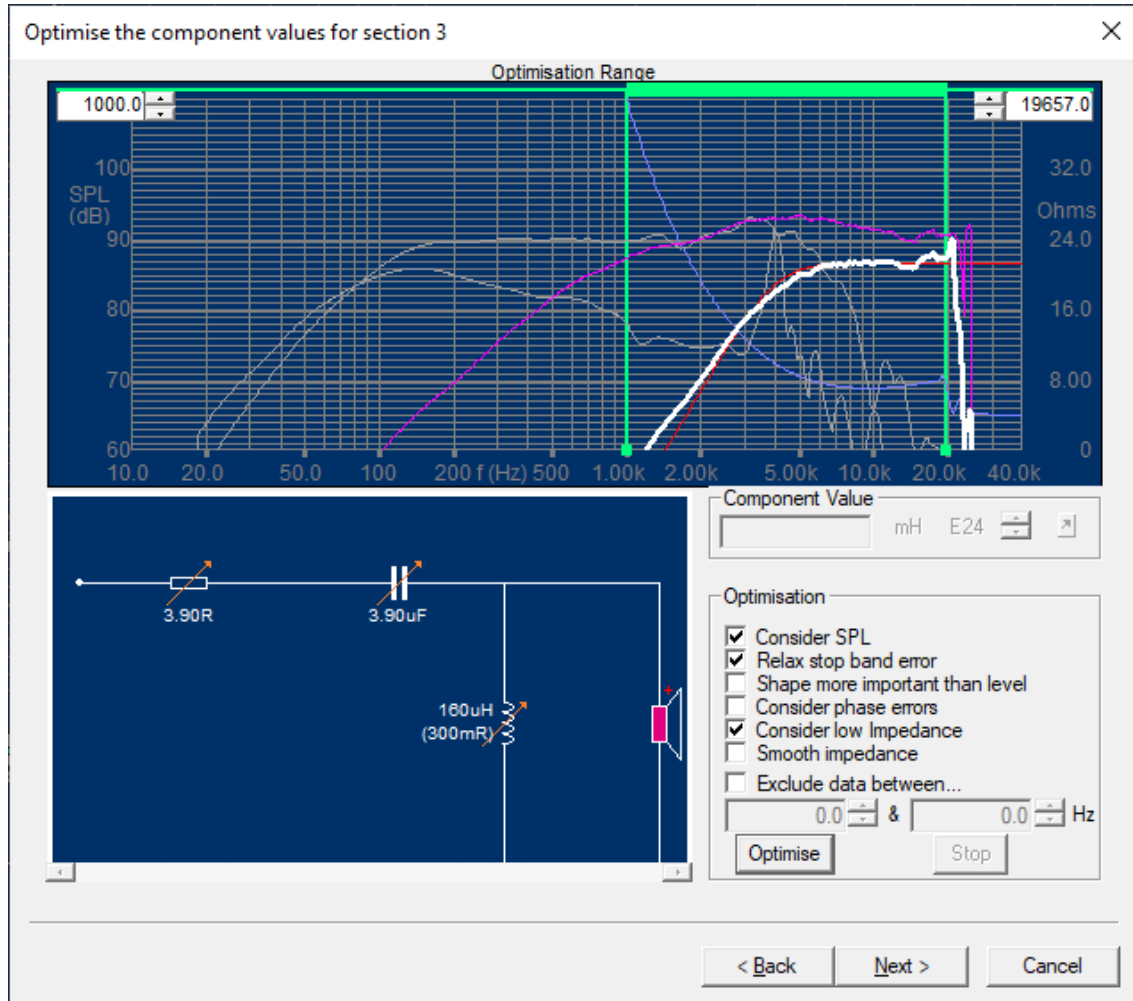 Optimise the component values for section 3
Optimisation Range
1000.0
19657.0
100
32.0
SPL
(dB)
Ohms
90
24.0
80
16.0
70
8.00
60
0
10.0 20.0 50.0 100 200 f (Hz) 500 1.00k 2.00k 5.00k 10.0k 20.0k 40.0k
Component Value
mH E24
3.90R
3.90uF
160uH
(300mR)
+
Optimisation
Consider SPL
Relax stop band error
Shape more important than level
Consider phase errors
Consider low Impedance
Smooth impedance
Exclude data between...
0.0 & 0.0 Hz
Optimise Stop
< Back Next > Cancel